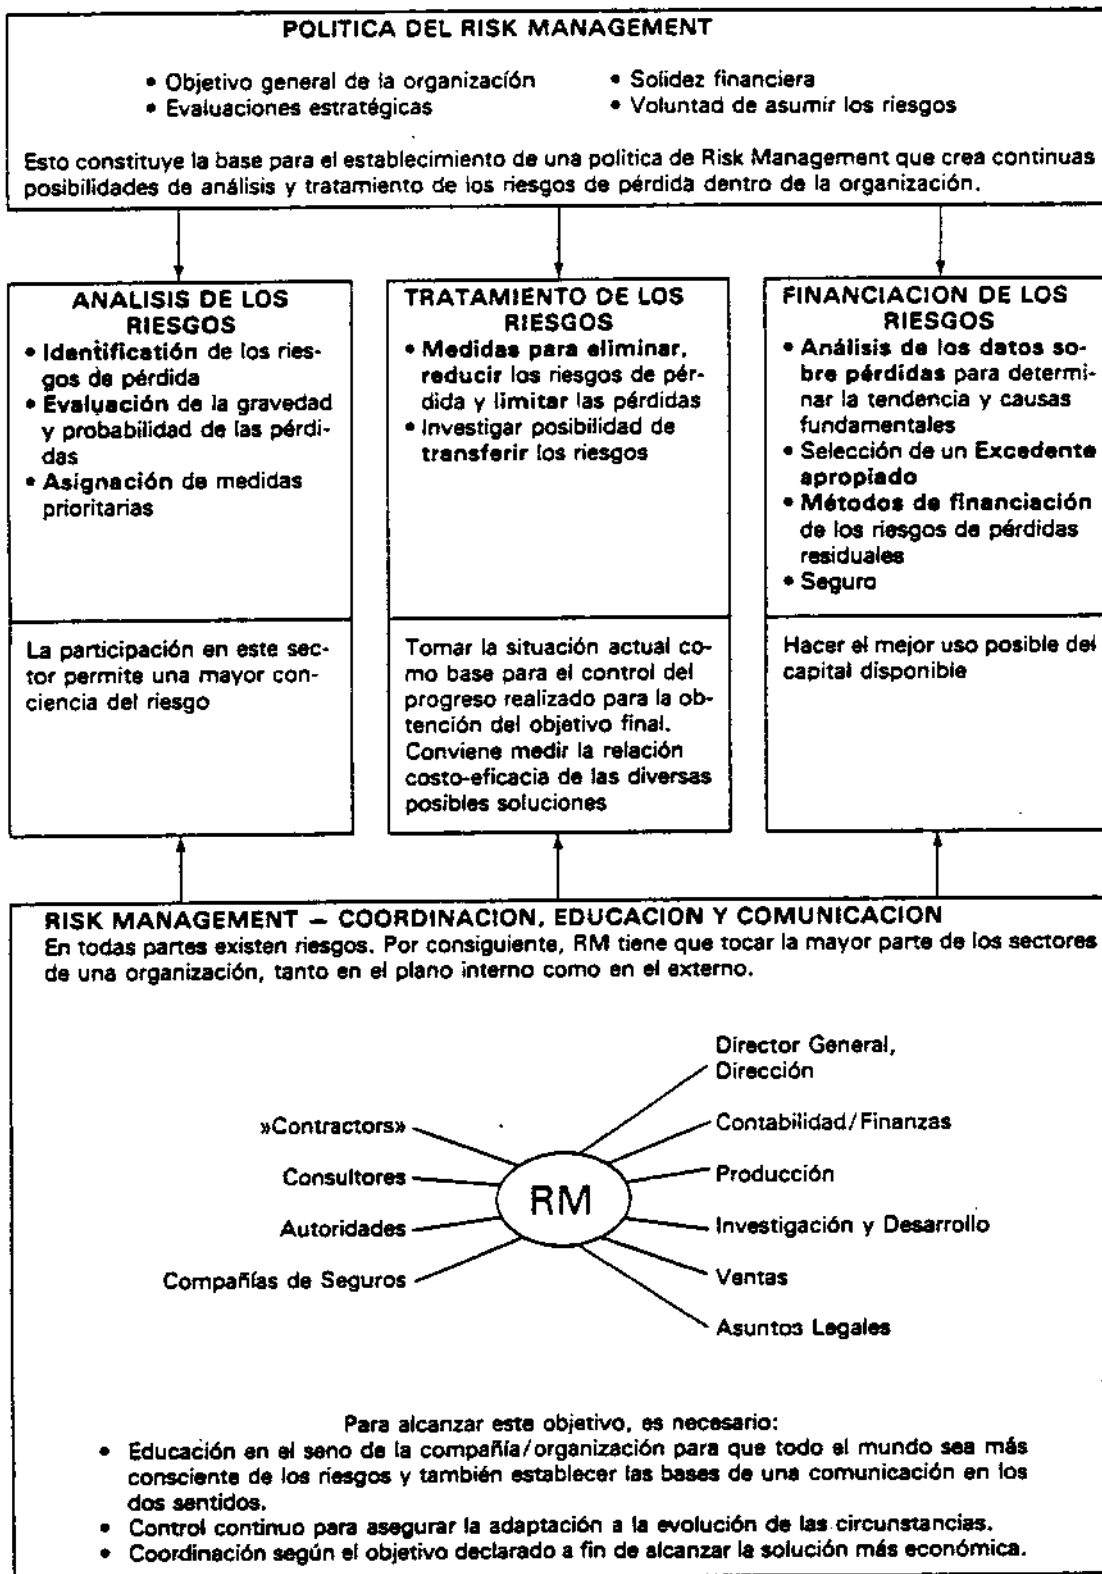 POLITICA DEL RISK MANAGEMENT
• Objetivo general de la organización
• Evaluaciones estratégicas
• Solidez financiera
• Voluntad de asumir los riesgos
Esto constituye la base para el establecimiento de una política de Risk Management que crea continuas
posibilidades de análisis y tratamiento de los riesgos de pérdida dentro de la organización.
ANALISIS DE LOS
RIESGOS
• Identificatión de los ries-
gos de pérdida
• Evaluación de la gravedad
y probabilidad de las pérdi-
das
• Asignación de medidas
prioritarias
La participación en este sec-
tor permite una mayor con-
ciencia del riesgo
TRATAMIENTO DE LOS
RIESGOS
• Medidas para eliminar,
reducir los riesgos de pér-
dida y limitar las pérdidas
• Investigar posibilidad de
transferir los riesgos
Tomar la situación actual co-
mo base para el control del
progreso realizado para la ob-
tención del objetivo final.
Conviene medir la relación
costo-eficacia de las diversas
posibles soluciones
FINANCIACION DE LOS
RIESGOS
• Análisis de los datos so-
bre pérdidas para determi-
nar la tendencia y causas
fundamentales
• Selección de un Excedente
apropiado
• Métodos de financiación
de los riesgos de pérdidas
residuales
• Seguro
Hacer el mejor uso posible del
capital disponible
RISK MANAGEMENT – COORDINACION, EDUCACION Y COMUNICACION
En todas partes existen riesgos. Por consiguiente, RM tiene que tocar la mayor parte de los sectores
de una organización, tanto en el plano interno como en el externo.
»Contractors»
Consultores
Autoridades
Compañías de Seguros
RM
Director General,
Dirección
Contabilidad/Finanzas
Producción
Investigación y Desarrollo
Ventas
Asuntos Legales
Para alcanzar este objetivo, es necesario:
• Educación en el seno de la compañía/organización para que todo el mundo sea más
consciente de los riesgos y también establecer las bases de una comunicación en los
dos sentidos.
• Control continuo para asegurar la adaptación a la evolución de las circunstancias.
• Coordinación según el objetivo declarado a fin de alcanzar la solución más económica.